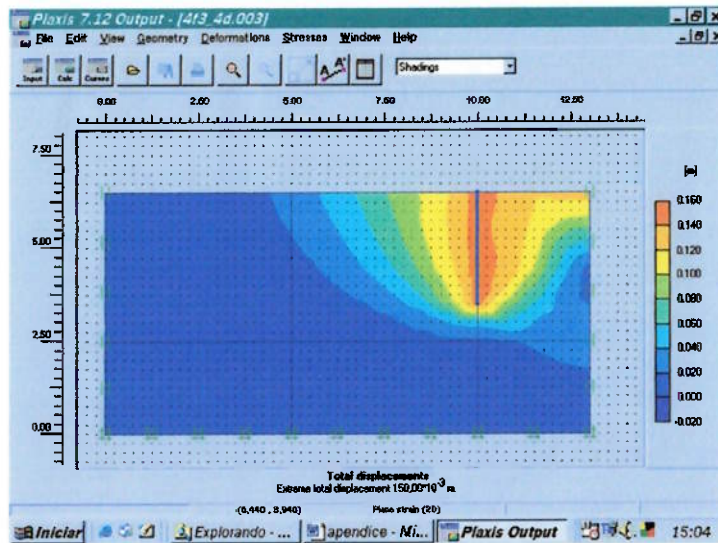 Plaxis 7.12 Output - [4f3_4d.003]
File Edit View Geometry Deformations Stresses Window Help
Input Calc Curves Shadings
0.00 2.50 5.00 7.50 10.00 12.50
7.50
5.00
2.50
0.00
[m]
0.160
0.140
0.120
0.100
0.080
0.060
0.040
0.020
0.000
-0.020
Total displacements
Extreme total displacement 150,00*10-3 m
Plane strain (2D)
Iniciar Explorando - ... apendice - Mi... Plaxis Output 15:04